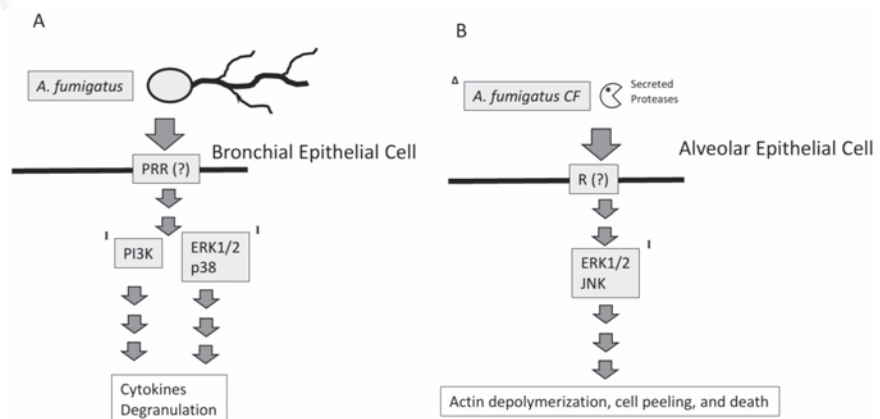 A
A. fumigatus
Bronchial Epithelial Cell
PRR (?)
I
PI3K
ERK1/2
p38
I
Cytokines
Degranulation
B
Δ
A. fumigatus CF
Secreted
Proteases
Alveolar Epithelial Cell
R (?)
ERK1/2
JNK
I
Actin depolymerization, cell peeling, and death